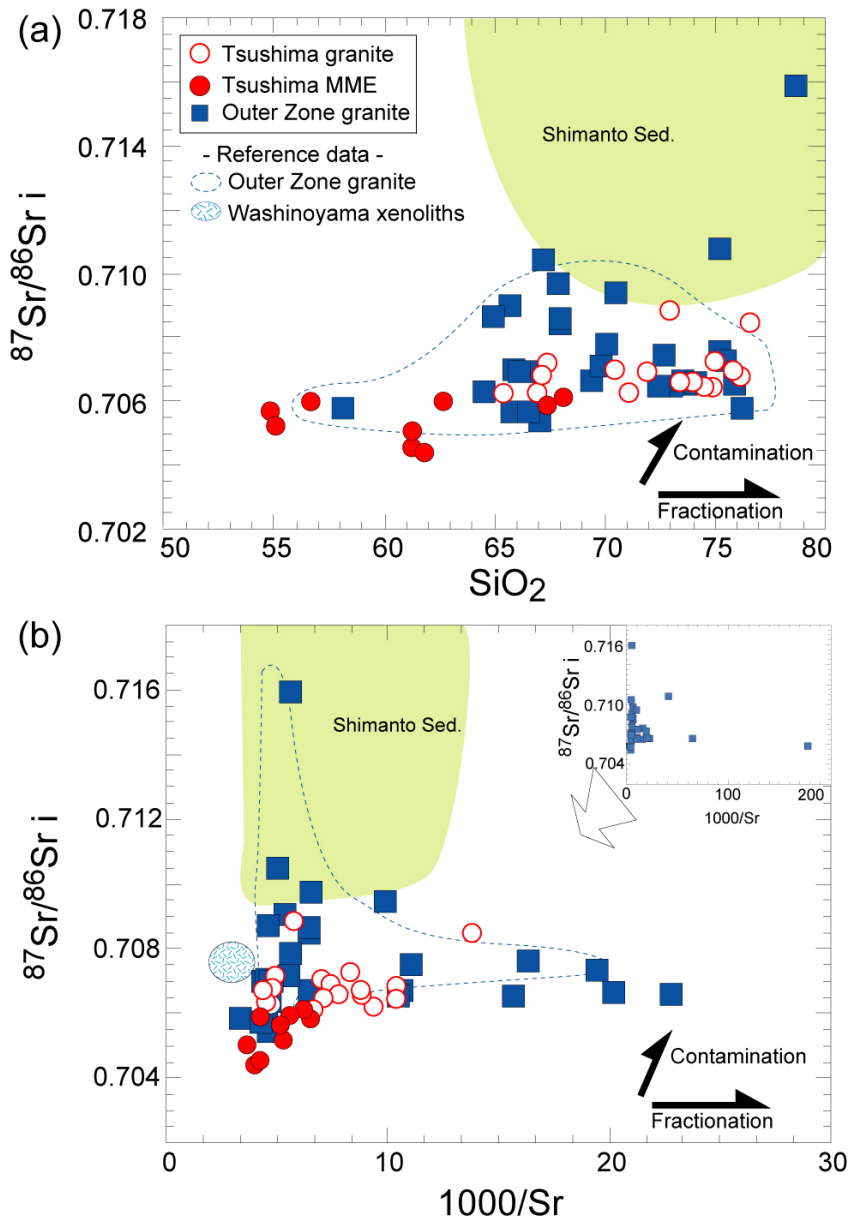 (a)
0.718
0.714
0.710
0.706
0.702
87Sr/86Sr i
Tsushima granite
Tsushima MME
Outer Zone granite
- Reference data -
Outer Zone granite
Washinoyama xenoliths
Shimanto Sed.
Contamination
Fractionation
50 55 60 65 70 75 80
SiO2
(b)
0.716
0.712
0.708
0.704
87Sr/86Sr i
Shimanto Sed.
0.716
0.710
0.704
87Sr/86Sr i
0 100 200
1000/Sr
Contamination
Fractionation
0 10 20 30
1000/Sr